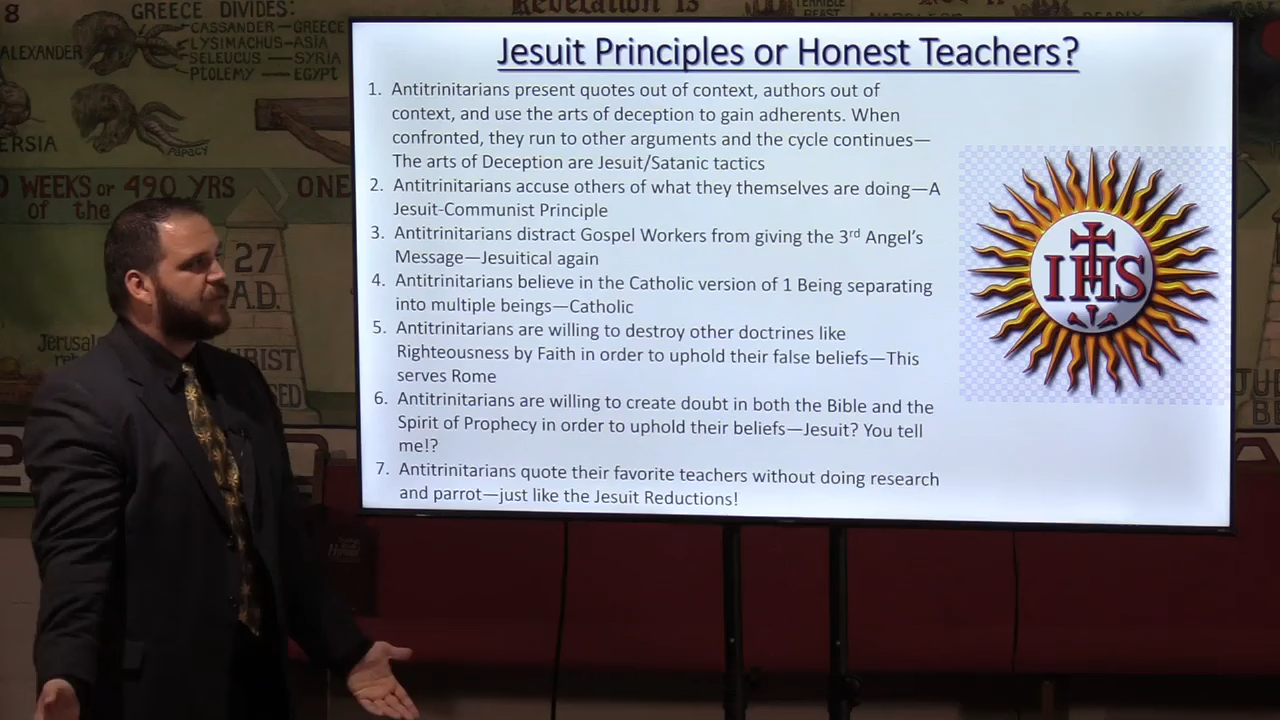 8
GREECE DIVIDES:
CASSANDER—GREECE
LYSIMACHUS—ASIA
SELEUCUS — SYRIA
PTOLEMY — EGYPT
ALEXANDER
PAPACY
Revelation 13
TERRIBLE
BEAST
DEADLY
WEEKS or 490 YRS
of the
ONE
27
A.D.
Jesuit Principles or Honest Teachers?
1. Antitrinitarians present quotes out of context, authors out of
context, and use the arts of deception to gain adherents. When
confronted, they run to other arguments and the cycle continues—
The arts of Deception are Jesuit/Satanic tactics
2. Antitrinitarians accuse others of what they themselves are doing—A
Jesuit-Communist Principle
3. Antitrinitarians distract Gospel Workers from giving the 3rd Angel's
Message—Jesuitical again
4. Antitrinitarians believe in the Catholic version of 1 Being separating
into multiple beings—Catholic
5. Antitrinitarians are willing to destroy other doctrines like
Righteousness by Faith in order to uphold their false beliefs—This
serves Rome
6. Antitrinitarians are willing to create doubt in both the Bible and the
Spirit of Prophecy in order to uphold their beliefs—Jesuit? You tell
me!?
7. Antitrinitarians quote their favorite teachers without doing research
and parrot—just like the Jesuit Reductions!
IHS